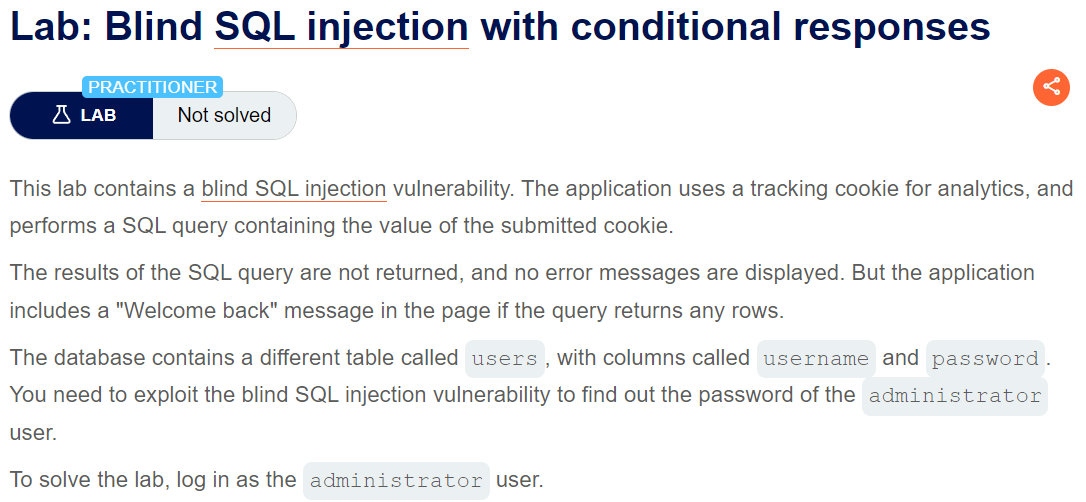 Lab: Blind SQL injection with conditional responses
PRACTITIONER
LAB Not solved
This lab contains a blind SQL injection vulnerability. The application uses a tracking cookie for analytics, and
performs a SQL query containing the value of the submitted cookie.
The results of the SQL query are not returned, and no error messages are displayed. But the application
includes a "Welcome back" message in the page if the query returns any rows.
The database contains a different table called users, with columns called username and password.
You need to exploit the blind SQL injection vulnerability to find out the password of the administrator
user.
To solve the lab, log in as the administrator user.